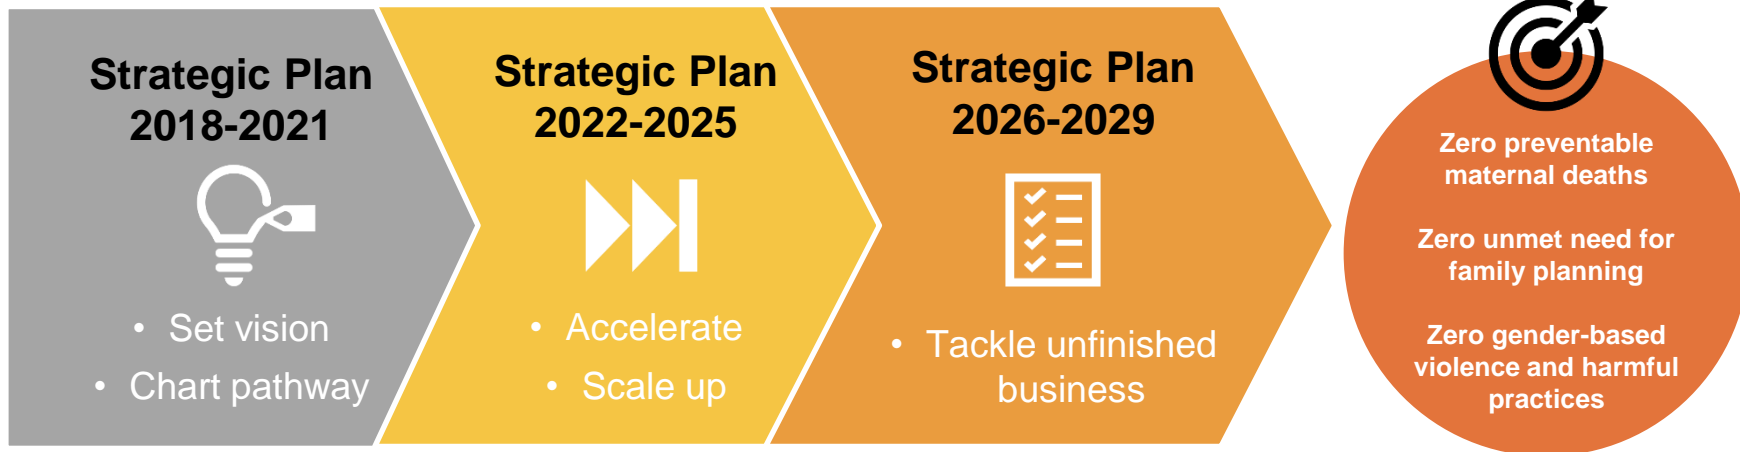 Strategic Plan
2018-2021
• Set vision
• Chart pathway
Strategic Plan
2022-2025
• Accelerate
• Scale up
Strategic Plan
2026-2029
• Tackle unfinished
business
Zero preventable
maternal deaths
Zero unmet need for
family planning
Zero gender-based
violence and harmful
practices